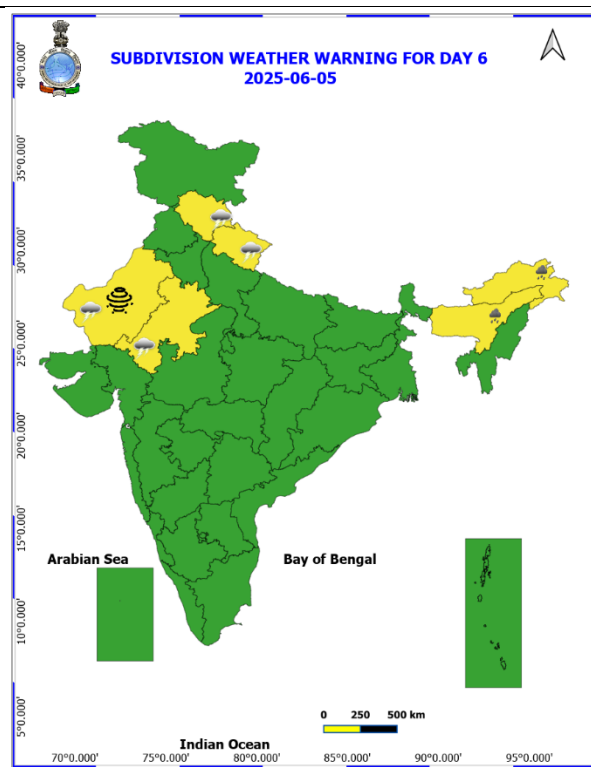 SUBDIVISION WEATHER WARNING FOR DAY 6
2025-06-05
40°0.000'
35°0.000'
30°0.000'
25°0.000'
20°0.000'
15°0.000'
10°0.000'
5°0.000'
Arabian Sea
Bay of Bengal
0 250 500 km
Indian Ocean
70°0.000' 75°0.000' 80°0.000' 85°0.000' 90°0.000' 95°0.000'